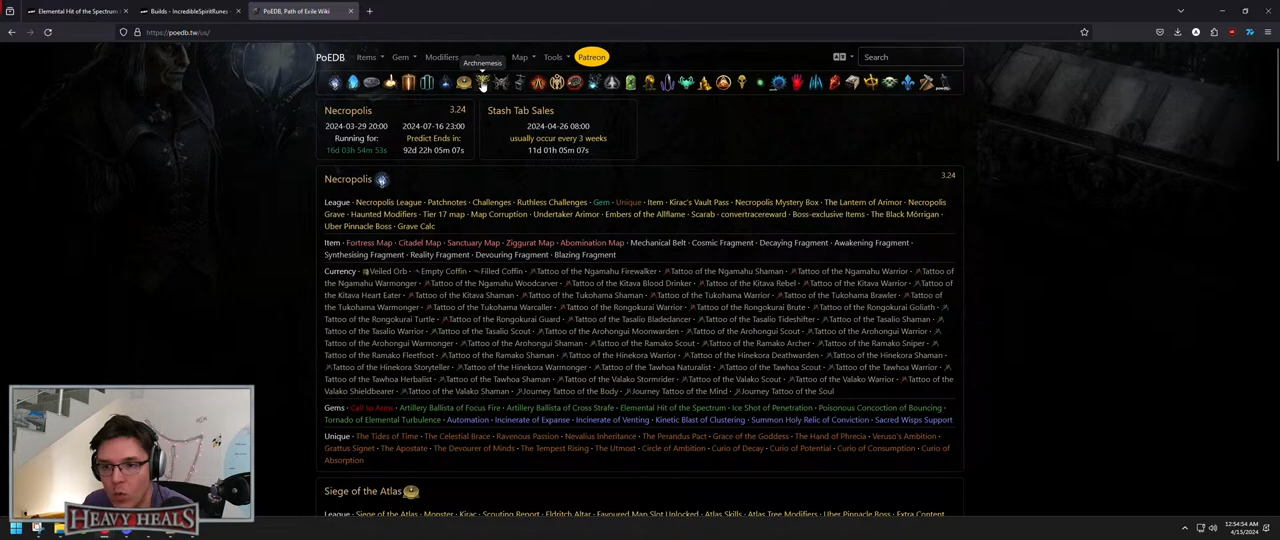 Elemental Hit of the Spectrum
Builds - IncredibleSpiritRunes
PoEDB, Path of Exile Wiki
https://poedb.tw/us/
PoEDB Items Gem Modifiers Map Tools Patreon Search
Archnemesis
Necropolis 3.24
2024-03-29 20:00 2024-07-16 23:00
Running for: Predict Ends in:
16d 03h 54m 53s 92d 22h 05m 07s
Stash Tab Sales
2024-04-26 08:00
usually occur every 3 weeks
11d 01h 05m 07s
Necropolis 3.24
League · Necropolis League · Patchnotes · Challenges · Ruthless Challenges · Gem · Unique · Item · Kirac's Vault Pass · Necropolis Mystery Box · The Lantern of Arimor · Necropolis
Grave · Haunted Modifiers · Tier 17 map · Map Corruption · Undertaker Arimor · Embers of the Allflame · Scarab · convertracereward · Boss-exclusive Items · The Black Mórrigan ·
Uber Pinnacle Boss · Grave Calc
Item · Fortress Map · Citadel Map · Sanctuary Map · Ziggurat Map · Abomination Map · Mechanical Belt · Cosmic Fragment · Decaying Fragment · Awakening Fragment ·
Synthesising Fragment · Reality Fragment · Devouring Fragment · Blazing Fragment
Currency · Veiled Orb · Empty Coffin · Filled Coffin · Tattoo of the Ngamahu Firewalker · Tattoo of the Ngamahu Shaman · Tattoo of the Ngamahu Warrior · Tattoo of
the Ngamahu Warmonger · Tattoo of the Ngamahu Woodcarver · Tattoo of the Kitava Blood Drinker · Tattoo of the Kitava Rebel · Tattoo of the Kitava Warrior · Tattoo of
the Kitava Heart Eater · Tattoo of the Kitava Shaman · Tattoo of the Tukohama Shaman · Tattoo of the Tukohama Warrior · Tattoo of the Tukohama Brawler · Tattoo of
the Tukohama Warmonger · Tattoo of the Tukohama Warcaller · Tattoo of the Rongokurai Warrior · Tattoo of the Rongokurai Brute · Tattoo of the Rongokurai Goliath ·
Tattoo of the Rongokurai Turtle · Tattoo of the Rongokurai Guard · Tattoo of the Tasalio Bladedancer · Tattoo of the Tasalio Tideshifter · Tattoo of the Tasalio Shaman ·
Tattoo of the Tasalio Warrior · Tattoo of the Tasalio Scout · Tattoo of the Arohongui Moonwarden · Tattoo of the Arohongui Scout · Tattoo of the Arohongui Warrior ·
Tattoo of the Arohongui Warmonger · Tattoo of the Arohongui Shaman · Tattoo of the Ramako Scout · Tattoo of the Ramako Archer · Tattoo of the Ramako Sniper ·
Tattoo of the Ramako Fleetfoot · Tattoo of the Ramako Shaman · Tattoo of the Hinekora Warrior · Tattoo of the Hinekora Deathwarden · Tattoo of the Hinekora Shaman ·
Tattoo of the Hinekora Storyteller · Tattoo of the Hinekora Warmonger · Tattoo of the Tawhoa Naturalist · Tattoo of the Tawhoa Scout · Tattoo of the Tawhoa Warrior ·
Tattoo of the Tawhoa Herbalist · Tattoo of the Tawhoa Shaman · Tattoo of the Valako Stormrider · Tattoo of the Valako Scout · Tattoo of the Valako Warrior · Tattoo of the
Valako Shieldbearer · Tattoo of the Valako Shaman · Journey Tattoo of the Body · Journey Tattoo of the Mind · Journey Tattoo of the Soul
Gems · Call to Arms · Artillery Ballista of Focus Fire · Artillery Ballista of Cross Strafe · Elemental Hit of the Spectrum · Ice Shot of Penetration · Poisonous Concoction of Bouncing ·
Tornado of Elemental Turbulence · Automation · Incinerate of Expanse · Incinerate of Venting · Kinetic Blast of Clustering · Summon Holy Relic of Conviction · Sacred Wisps Support
Unique · The Tides of Time · The Celestial Brace · Ravenous Passion · Nevalius Inheritance · The Perandus Pact · Grace of the Goddess · The Hand of Phrecia · Veruso's Ambition ·
Grattus Signet · The Apostate · The Devourer of Minds · The Tempest Rising · The Utmost · Circle of Ambition · Curio of Decay · Curio of Potential · Curio of Consumption · Curio of
Absorption
Siege of the Atlas
League · Siege of the Atlas · Monster · Kirac · Scouting Report · Eldritch Altar · Favoured Map Slot Unlocked · Atlas Skills · Atlas Tree Modifiers · Uber Pinnacle Boss · Extra Content
HEAVY HEALS
12:54:54 AM
4/15/2024